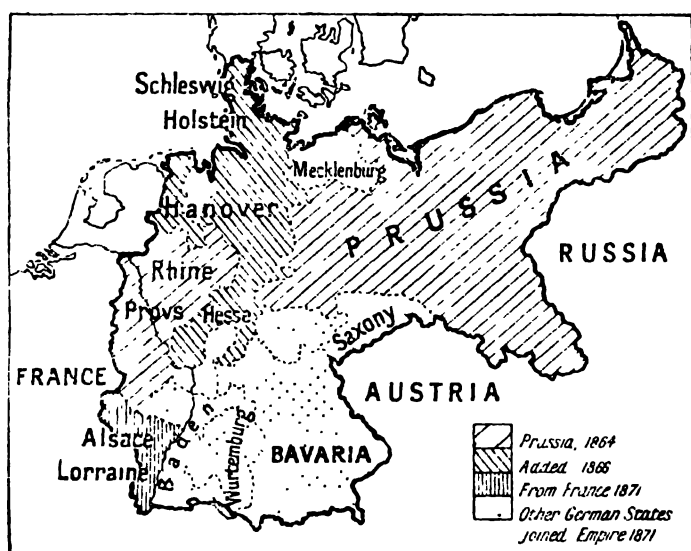 Schleswig
Holstein
Mecklenburg
Hanover
PRUSSIA
RUSSIA
Rhine
Provs
Hesse
Saxony
FRANCE
AUSTRIA
Alsace
Lorraine
Baden
Wurtemburg
BAVARIA
Prussia, 1864
Added 1866
From France 1871
Other German States
joined Empire 1871